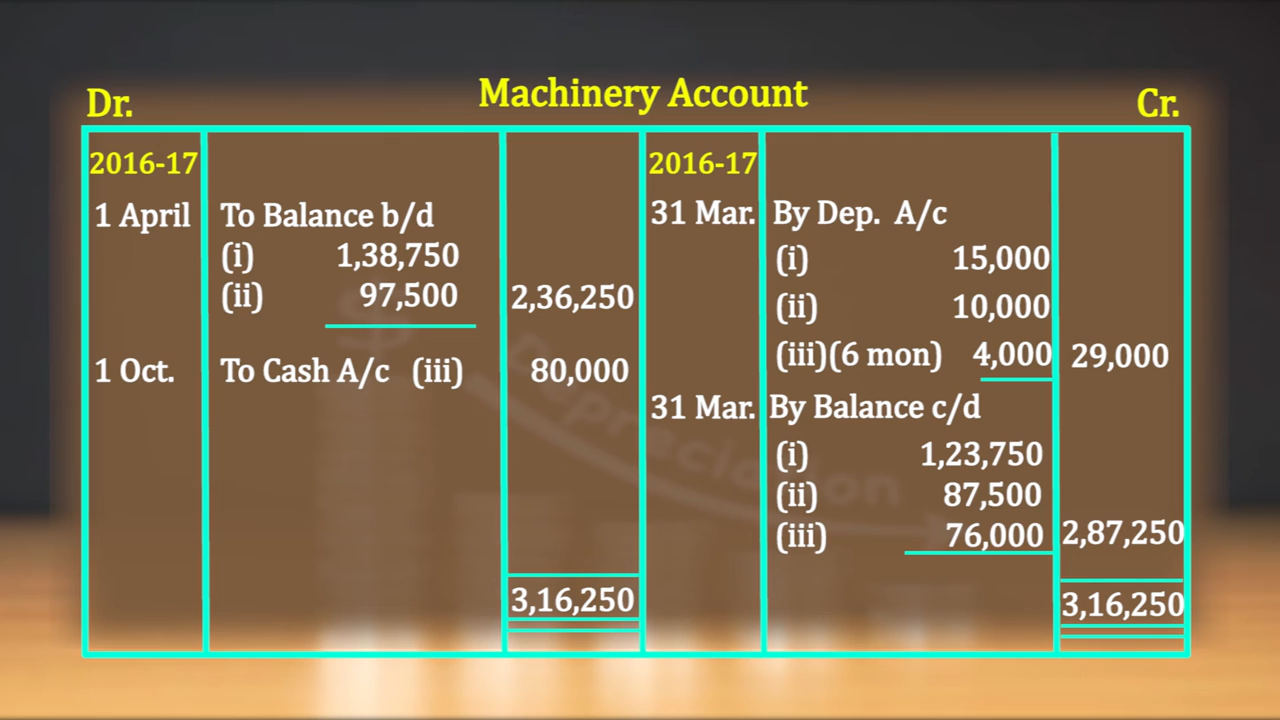 Machinery Account
Dr.
Cr.
2016-17
1 April To Balance b/d
(i) 1,38,750
(ii) 97,500 2,36,250
1 Oct. To Cash A/c (iii) 80,000
3,16,250
2016-17
31 Mar. By Dep. A/c
(i) 15,000
(ii) 10,000
(iii)(6 mon) 4,000 29,000
31 Mar. By Balance c/d
(i) 1,23,750
(ii) 87,500
(iii) 76,000 2,87,250
3,16,250
Depreciation